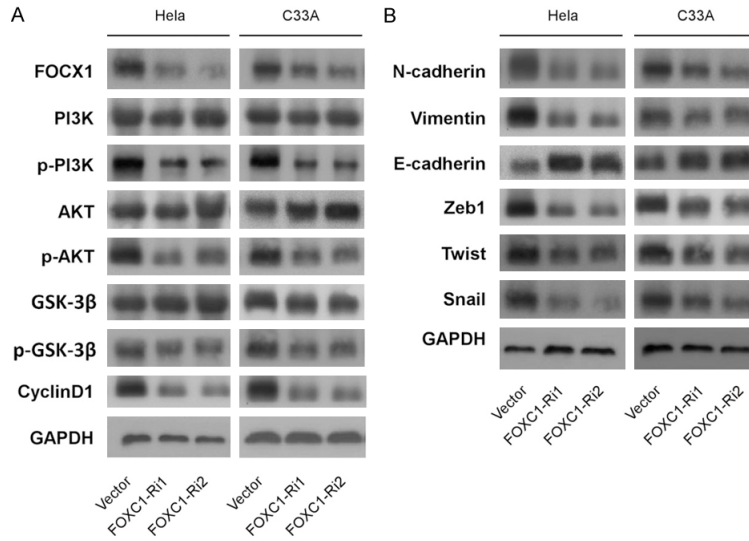 A
Hela
C33A
FOCX1
PI3K
p-PI3K
AKT
p-AKT
GSK-3β
p-GSK-3β
CyclinD1
GAPDH
Vector
FOXC1-Ri1
FOXC1-Ri2
Vector
FOXC1-Ri1
FOXC1-Ri2
B
Hela
C33A
N-cadherin
Vimentin
E-cadherin
Zeb1
Twist
Snail
GAPDH
Vector
FOXC1-Ri1
FOXC1-Ri2
Vector
FOXC1-Ri1
FOXC1-Ri2